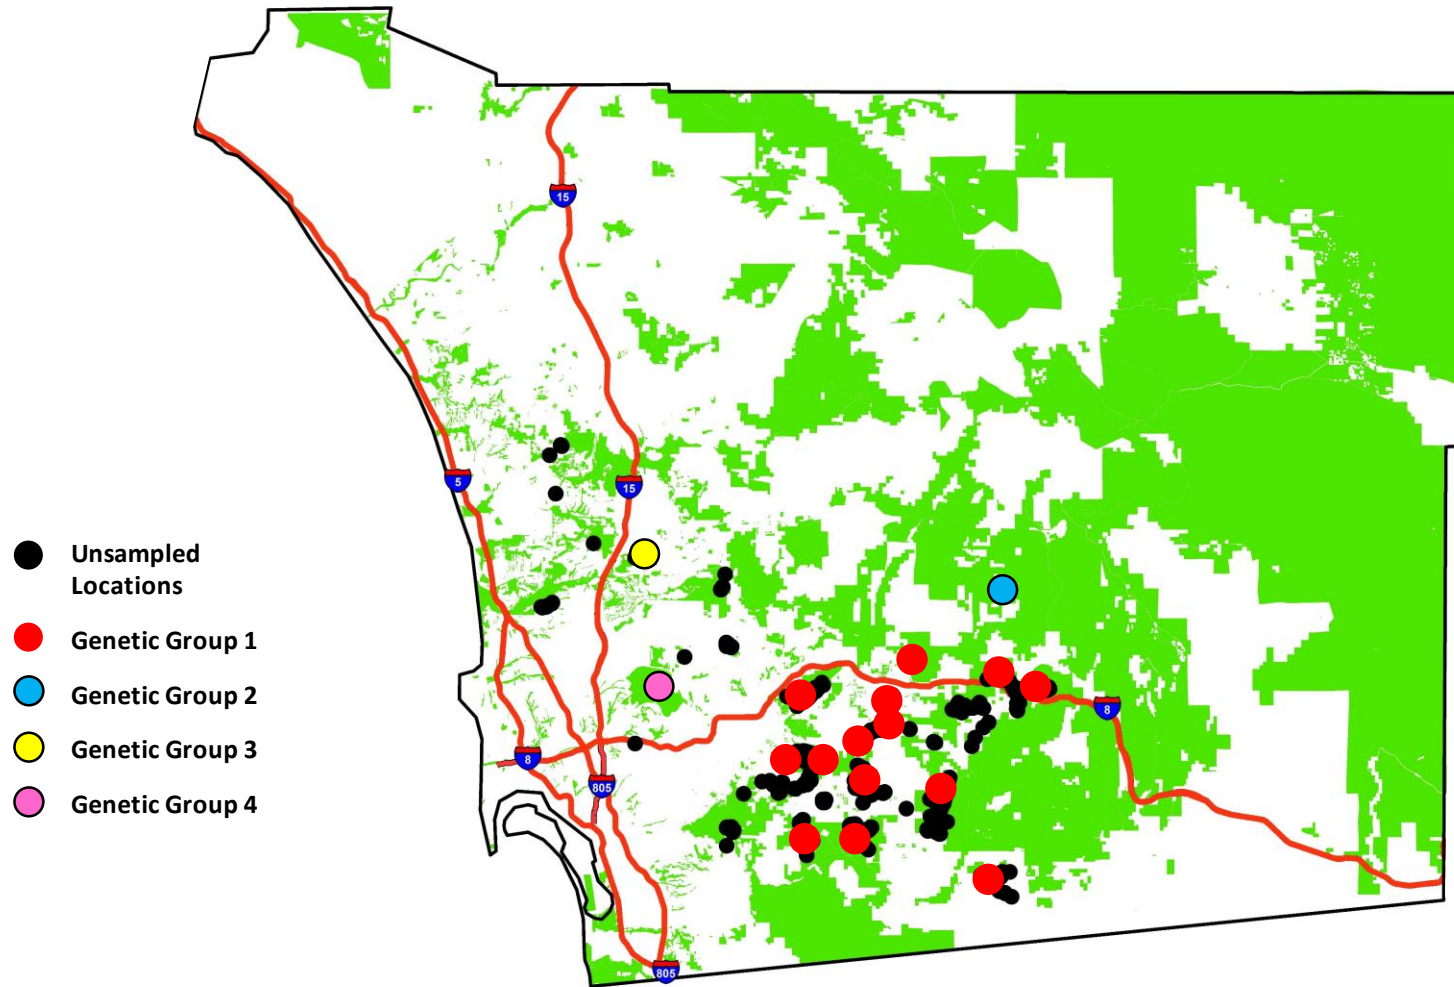 15
5
15
Unsampled
Locations
Genetic Group 1
Genetic Group 2
8
Genetic Group 3
8
805
Genetic Group 4
805